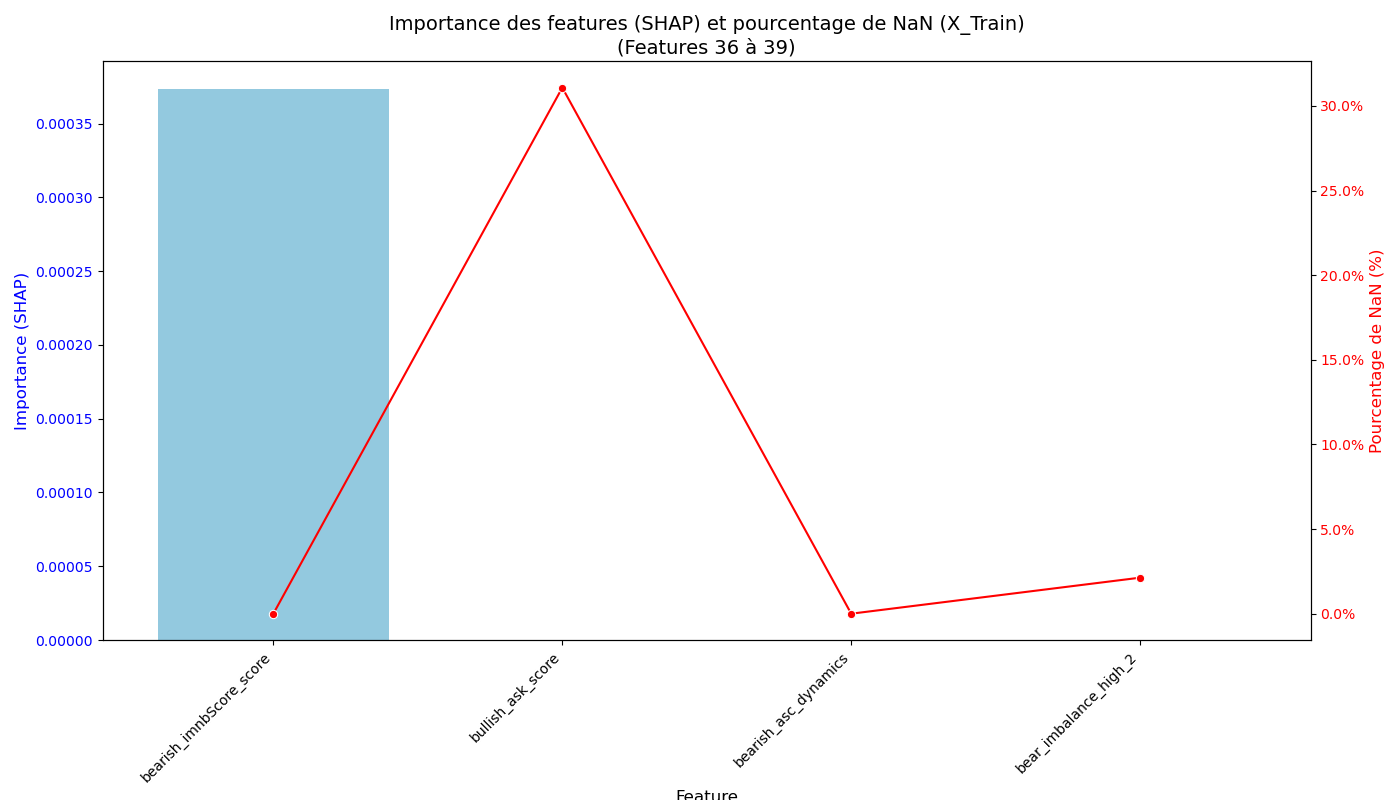 Importance des features (SHAP) et pourcentage de NaN (X_Train)
(Features 36 à 39)
Importance (SHAP)
0.00035
0.00030
0.00025
0.00020
0.00015
0.00010
0.00005
0.00000
30.0%
25.0%
20.0%
15.0%
10.0%
5.0%
0.0%
Pourcentage de NaN (%)
bearish_imnbScore_score
bullish_ask_score
bearish_asc_dynamics
bear_imbalance_high_2
Feature